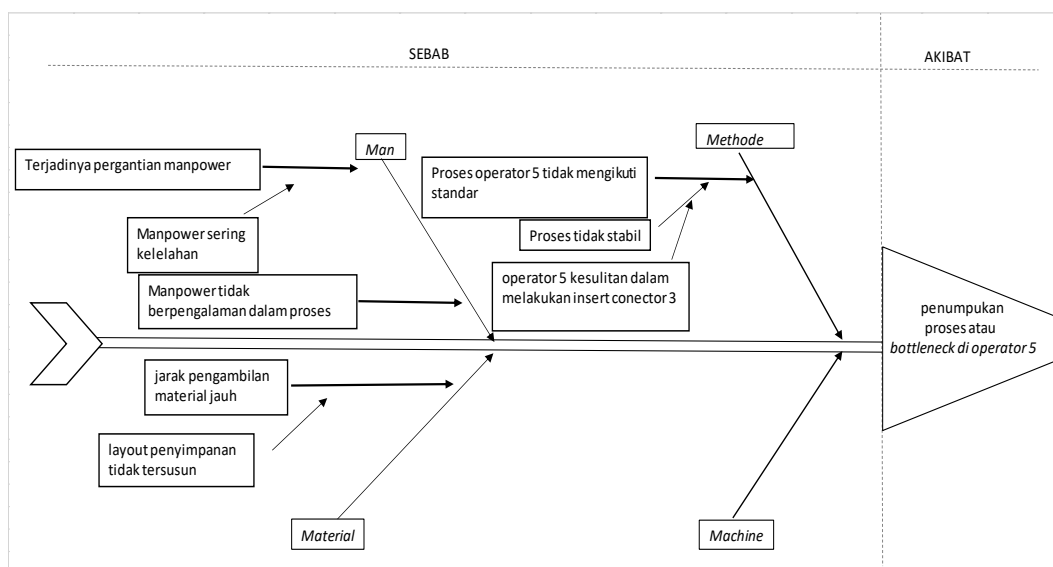 SEBAB
AKIBAT
Man
Methode
Terjadinya pergantian manpower
Proses operator 5 tidak mengikuti
standar
Manpower sering
kelelahan
Proses tidak stabil
operator 5 kesulitan dalam
melakukan insert conector 3
Manpower tidak
berpengalaman dalam proses
penumpukan
proses atau
bottleneck di operator 5
jarak pengambilan
material jauh
layout penyimpanan
tidak tersusun
Material
Machine